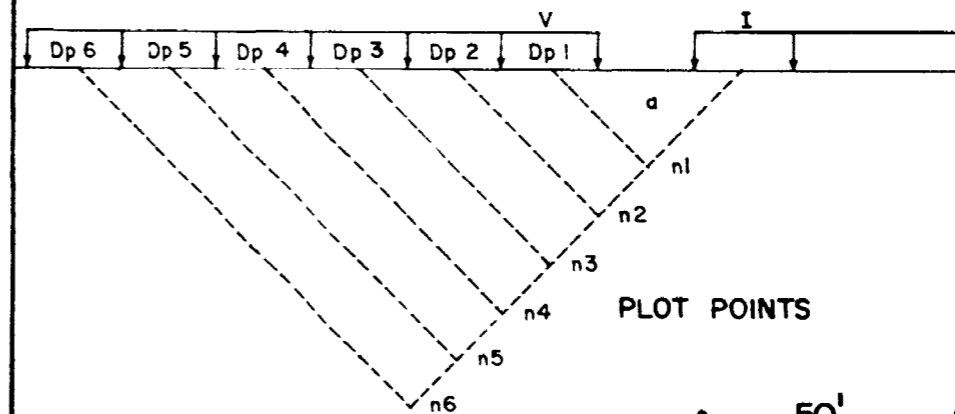 V I
Dp 6 Dp 5 Dp 4 Dp 3 Dp 2 Dp 1
a
n1
n2
n3
n4
PLOT POINTS
n5
n6
50'